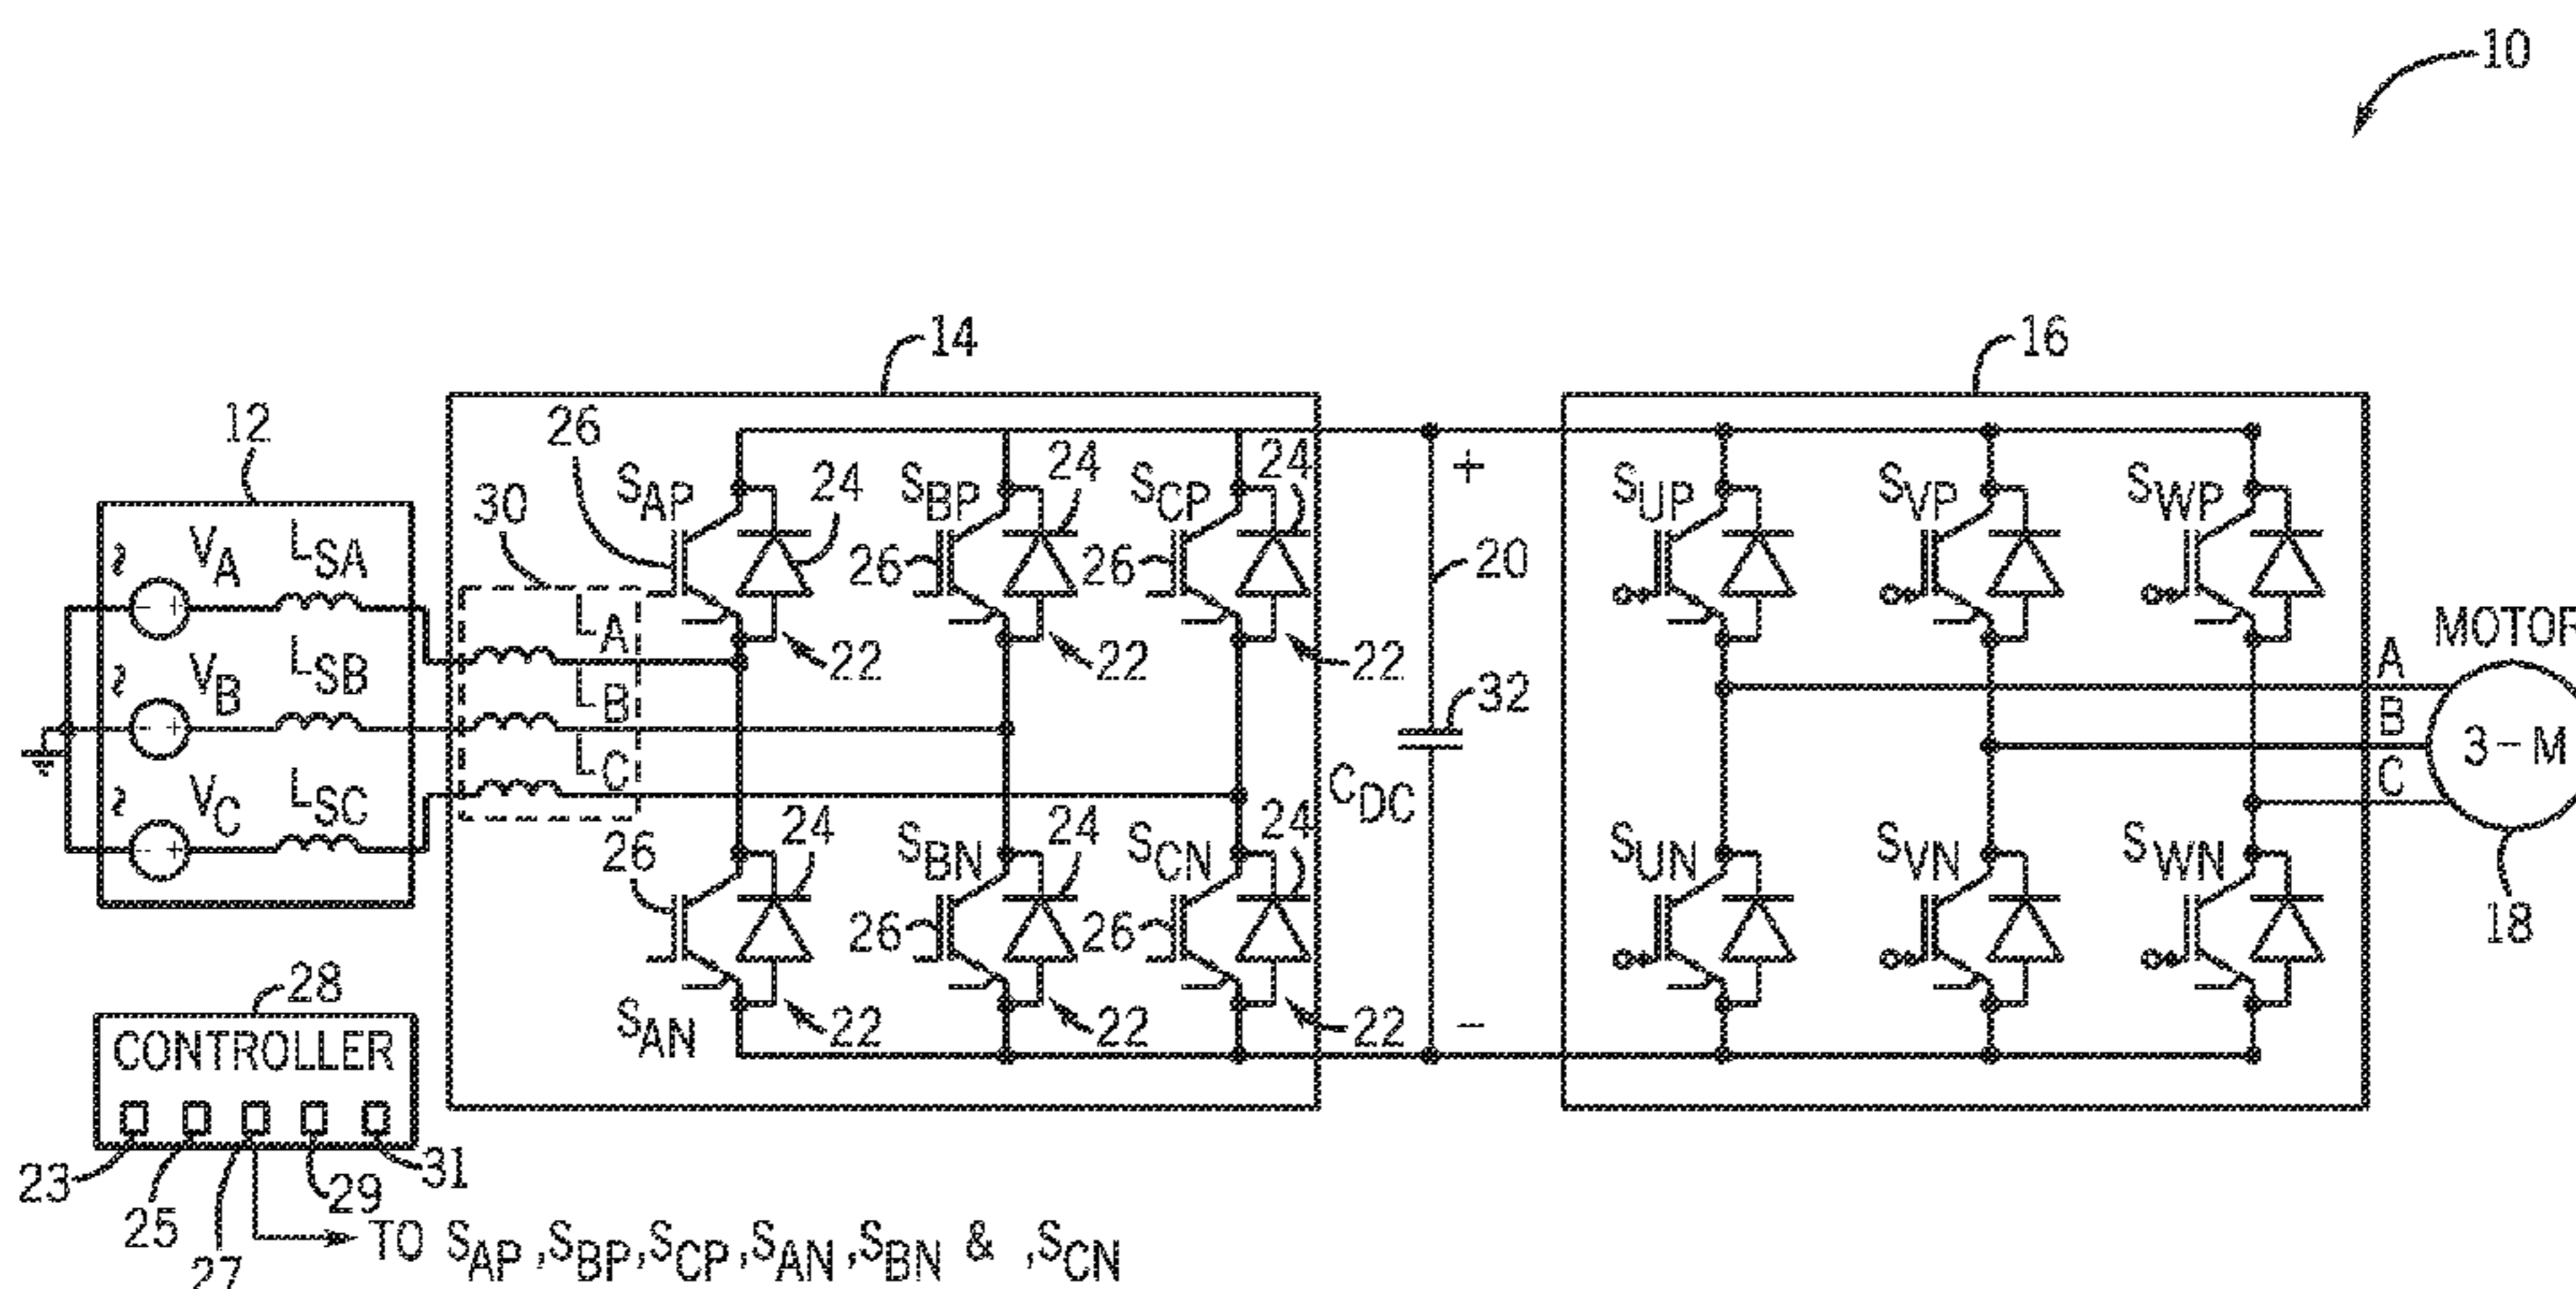 10
14
16
12
26
S_AP 24 S_BP 24 S_CP 24
30
S_UP S_VP S_WP
~ V_A L_SA
26 26
+
20
L_A
22 22 22
MOTOR
~ V_B L_SB
L_B
32
A
B
C
3-M
L_C
C_DC
~ V_C L_SC
26 24 S_BN 24 S_CN 24
S_UN S_VN S_WN
26 26
18
28
CONTROLLER
S_AN 22 22 22
-
23 25 27 29 31
TO S_AP ,S_BP,S_CP,S_AN ,S_BN & ,S_CN